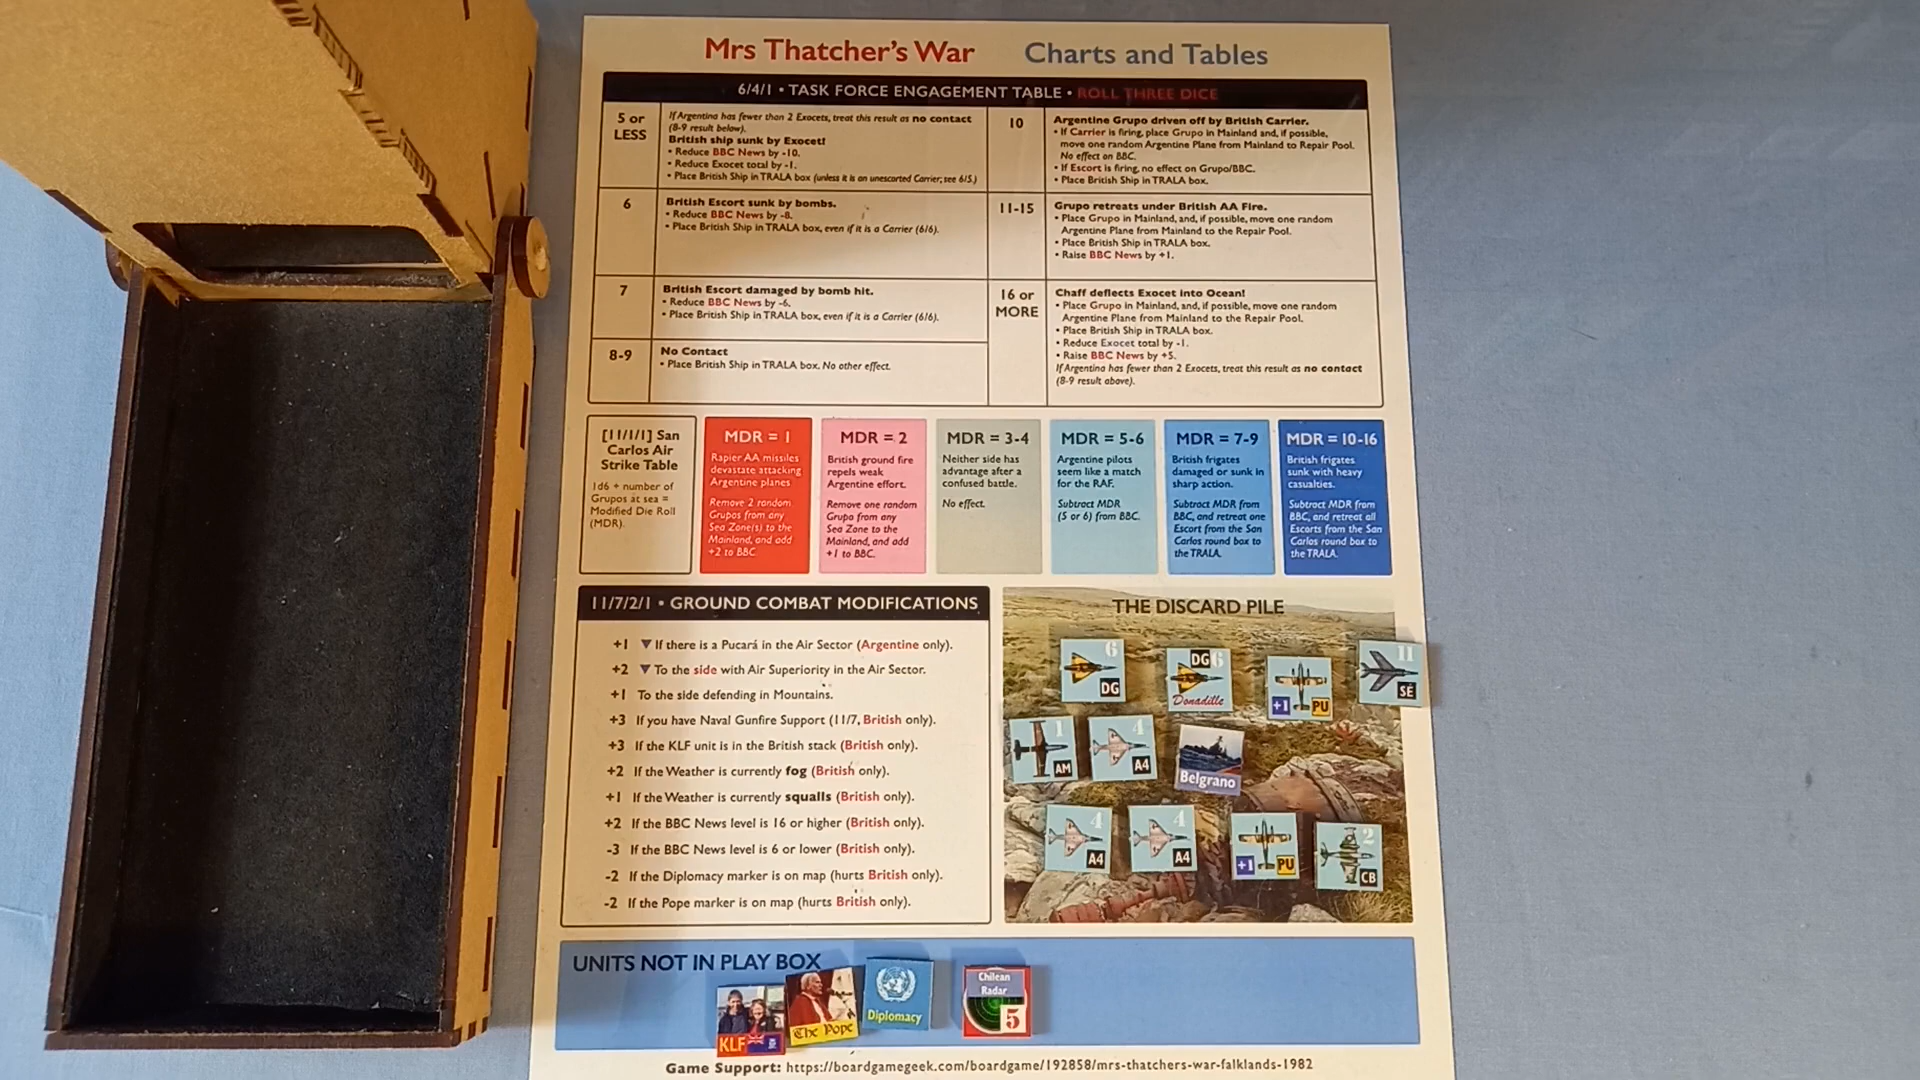 Mrs Thatcher's War Charts and Tables
6/4/1 • TASK FORCE ENGAGEMENT TABLE • ROLL THREE DICE
5 or
LESS
If Argentina has fewer than 2 Exocets, treat this result as no contact
(8-9 result below).
British ship sunk by Exocet!
• Reduce BBC News by -10.
• Reduce Exocet total by -1.
• Place British Ship in TRALA box (unless it is an unescorted Carrier; see 6/5.)
6
British Escort sunk by bombs.
• Reduce BBC News by -8.
• Place British Ship in TRALA box, even if it is a Carrier (6/6).
7
British Escort damaged by bomb hit.
• Reduce BBC News by -6.
• Place British Ship in TRALA box, even if it is a Carrier (6/6).
8-9
No Contact
• Place British Ship in TRALA box. No other effect.
10
Argentine Grupo driven off by British Carrier.
• If Carrier is firing, place Grupo in Mainland and, if possible,
move one random Argentine Plane from Mainland to Repair Pool.
No effect on BBC.
• If Escort is firing, no effect on Grupo/BBC.
• Place British Ship in TRALA box.
11-15
Grupo retreats under British AA Fire.
• Place Grupo in Mainland, and, if possible, move one random
Argentine Plane from Mainland to the Repair Pool.
• Place British Ship in TRALA box.
• Raise BBC News by +1.
16 or
MORE
Chaff deflects Exocet into Ocean!
• Place Grupo in Mainland, and, if possible, move one random
Argentine Plane from Mainland to the Repair Pool.
• Place British Ship in TRALA box.
• Reduce Exocet total by -1.
• Raise BBC News by +5.
If Argentina has fewer than 2 Exocets, treat this result as no contact
(8-9 result above).
[11/1/1] San
Carlos Air
Strike Table
1d6 + number of
Grupos at sea =
Modified Die Roll
(MDR).
MDR = 1
Rapier AA missiles
devastate attacking
Argentine planes.
Remove 2 random
Grupos from any
Sea Zone(s) to the
Mainland, and add
+2 to BBC
MDR = 2
British ground fire
repels weak
Argentine effort.
Remove one random
Grupo from any
Sea Zone to the
Mainland, and add
+1 to BBC.
MDR = 3-4
Neither side has
advantage after a
confused battle.
No effect.
MDR = 5-6
Argentine pilots
seem like a match
for the RAF.
Subtract MDR
(5 or 6) from BBC.
MDR = 7-9
British frigates
damaged or sunk in
sharp action.
Subtract MDR from
BBC, and retreat one
Escort from the San
Carlos round box to
the TRALA.
MDR = 10-16
British frigates
sunk with heavy
casualties.
Subtract MDR from
BBC, and retreat all
Escorts from the San
Carlos round box to
the TRALA.
11/7/2/1 • GROUND COMBAT MODIFICATIONS
+1 ▼ If there is a Pucará in the Air Sector (Argentine only).
+2 ▼ To the side with Air Superiority in the Air Sector.
+1 To the side defending in Mountains.
+3 If you have Naval Gunfire Support (11/7, British only).
+3 If the KLF unit is in the British stack (British only).
+2 If the Weather is currently fog (British only).
+1 If the Weather is currently squalls (British only).
+2 If the BBC News level is 16 or higher (British only).
-3 If the BBC News level is 6 or lower (British only).
-2 If the Diplomacy marker is on map (hurts British only).
-2 If the Pope marker is on map (hurts British only).
THE DISCARD PILE
6
DG
DG 6
Donadille
+1 PU
11
SE
1
AM
4
A4
Belgrano
4
A4
4
A4
+1 PU
2
CB
UNITS NOT IN PLAY BOX
KLF
The Pope
Diplomacy
Chilean
Radar
5
Game Support: https://boardgamegeek.com/boardgame/192858/mrs-thatchers-war-falklands-1982